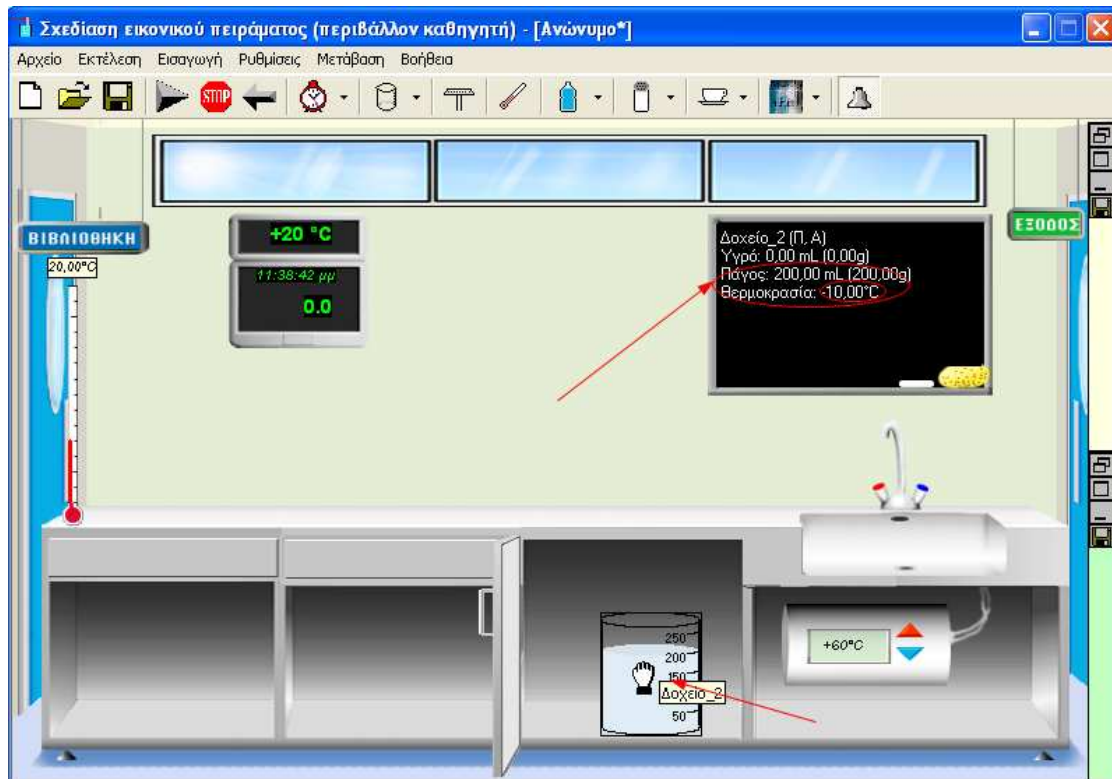 Σχεδίαση εικονικού πειράματος (περιβάλλον καθηγητή) - [Ανώνυμο*]
Αρχείο Εκτέλεση Εισαγωγή Ρυθμίσεις Μετάβαση Βοήθεια
STOP
ΒΙΒΛΙΟΘΗΚΗ
20,00°C
+20 °C
11:38:42 μμ
0.0
Δοχείο_2 (Π, Α)
Υγρό: 0,00 mL (0,00g)
Πάγος: 200,00 mL (200,00g)
Θερμοκρασία: -10,00°C
ΕΞΟΔΟΣ
250
200
150
Δοχείο_2
50
+60°C